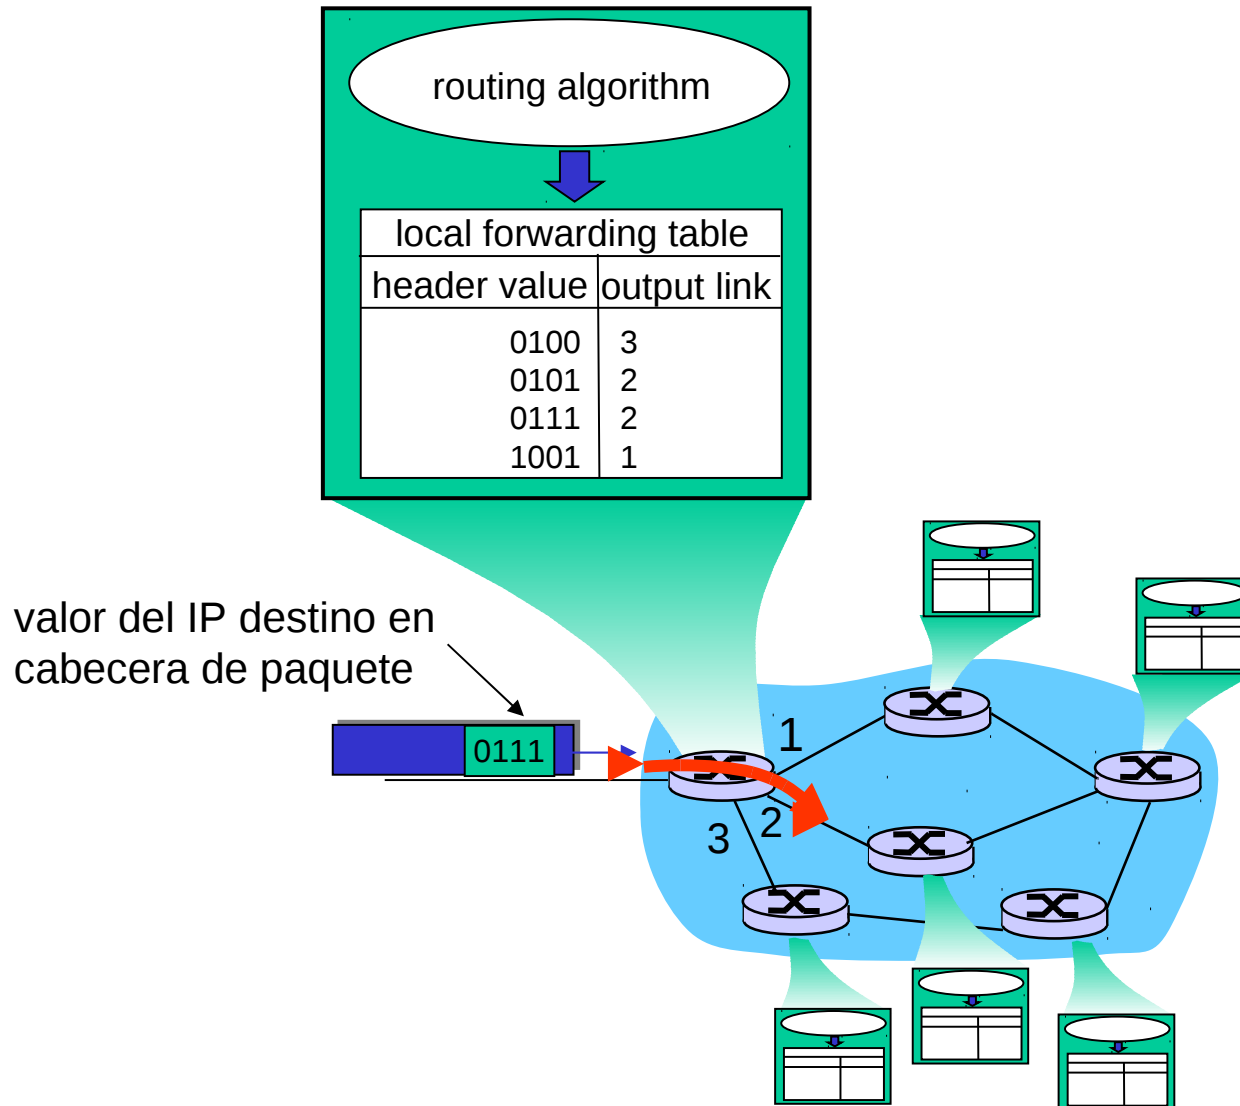 routing algorithm
local forwarding table
header value output link
0100 3
0101 2
0111 2
1001 1
valor del IP destino en
cabecera de paquete
0111
1
2
3